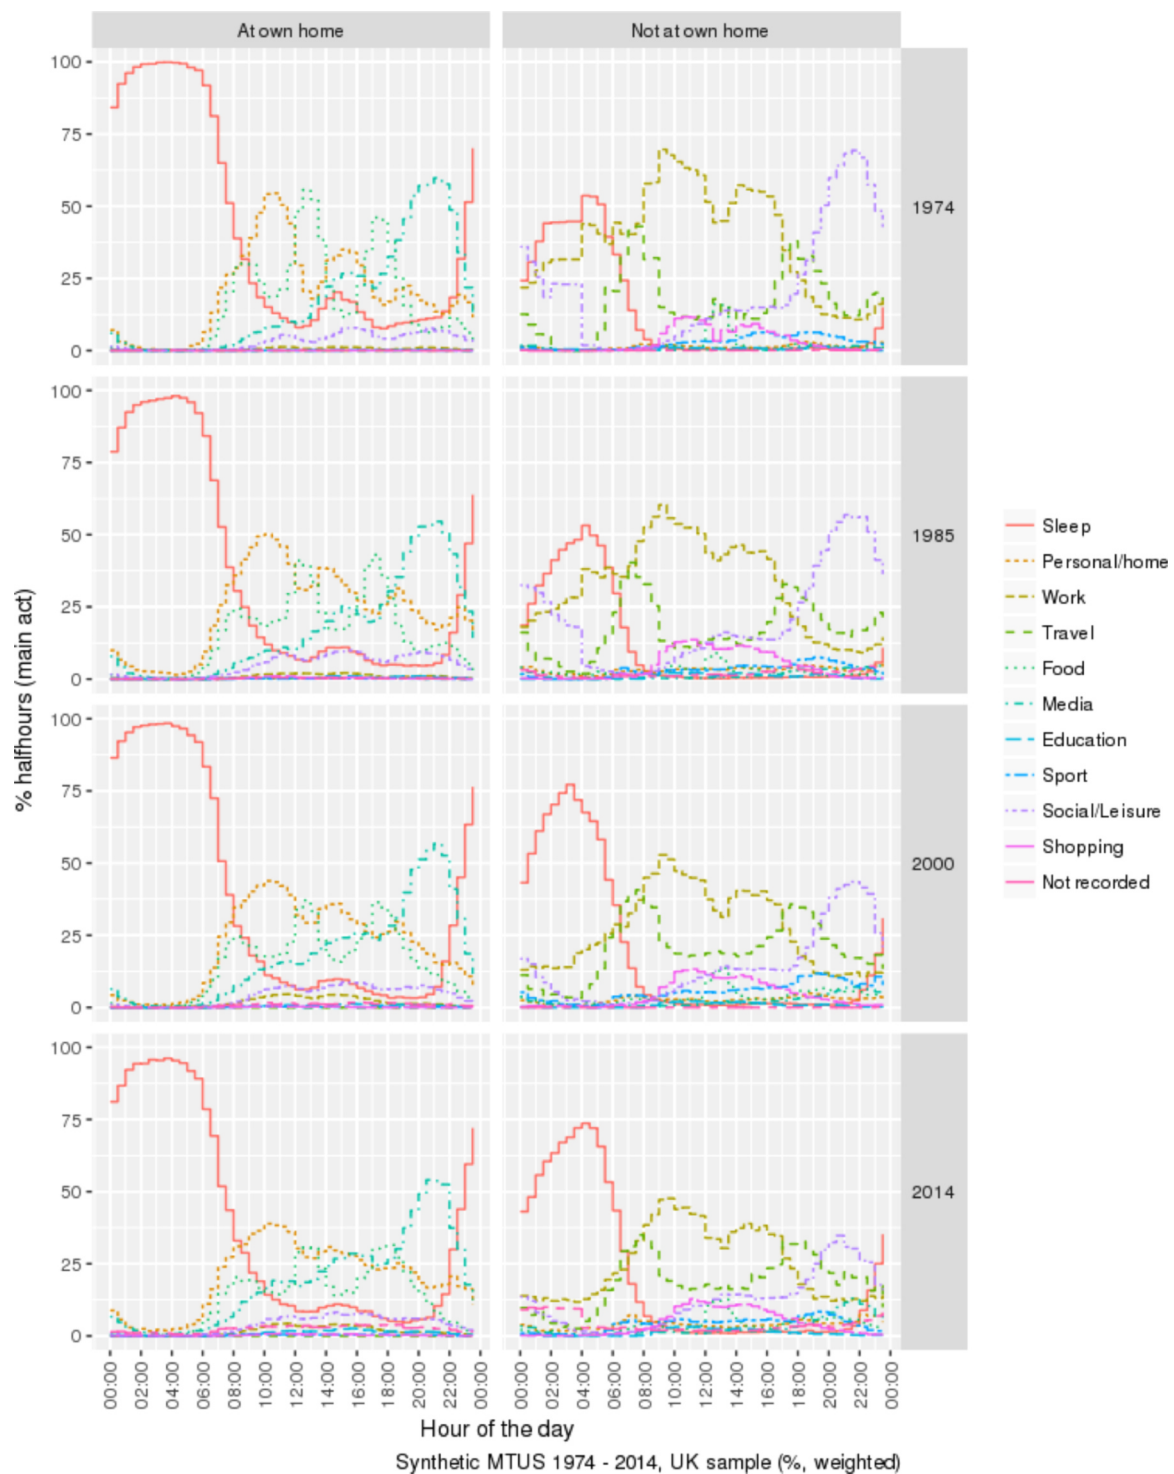 At own home
Not at own home
100
75
50
25
0
1974
100
75
50
25
0
1985
100
75
50
25
0
2000
100
75
50
25
0
2014
% halfhours (main act)
00:00 02:00 04:00 06:00 08:00 10:00 12:00 14:00 16:00 18:00 20:00 22:00 00:00
00:00 02:00 04:00 06:00 08:00 10:00 12:00 14:00 16:00 18:00 20:00 22:00 00:00
Hour of the day
Synthetic MTUS 1974 - 2014, UK sample (%, weighted)
Sleep
Personal/home
Work
Travel
Food
Media
Education
Sport
Social/Leisure
Shopping
Not recorded